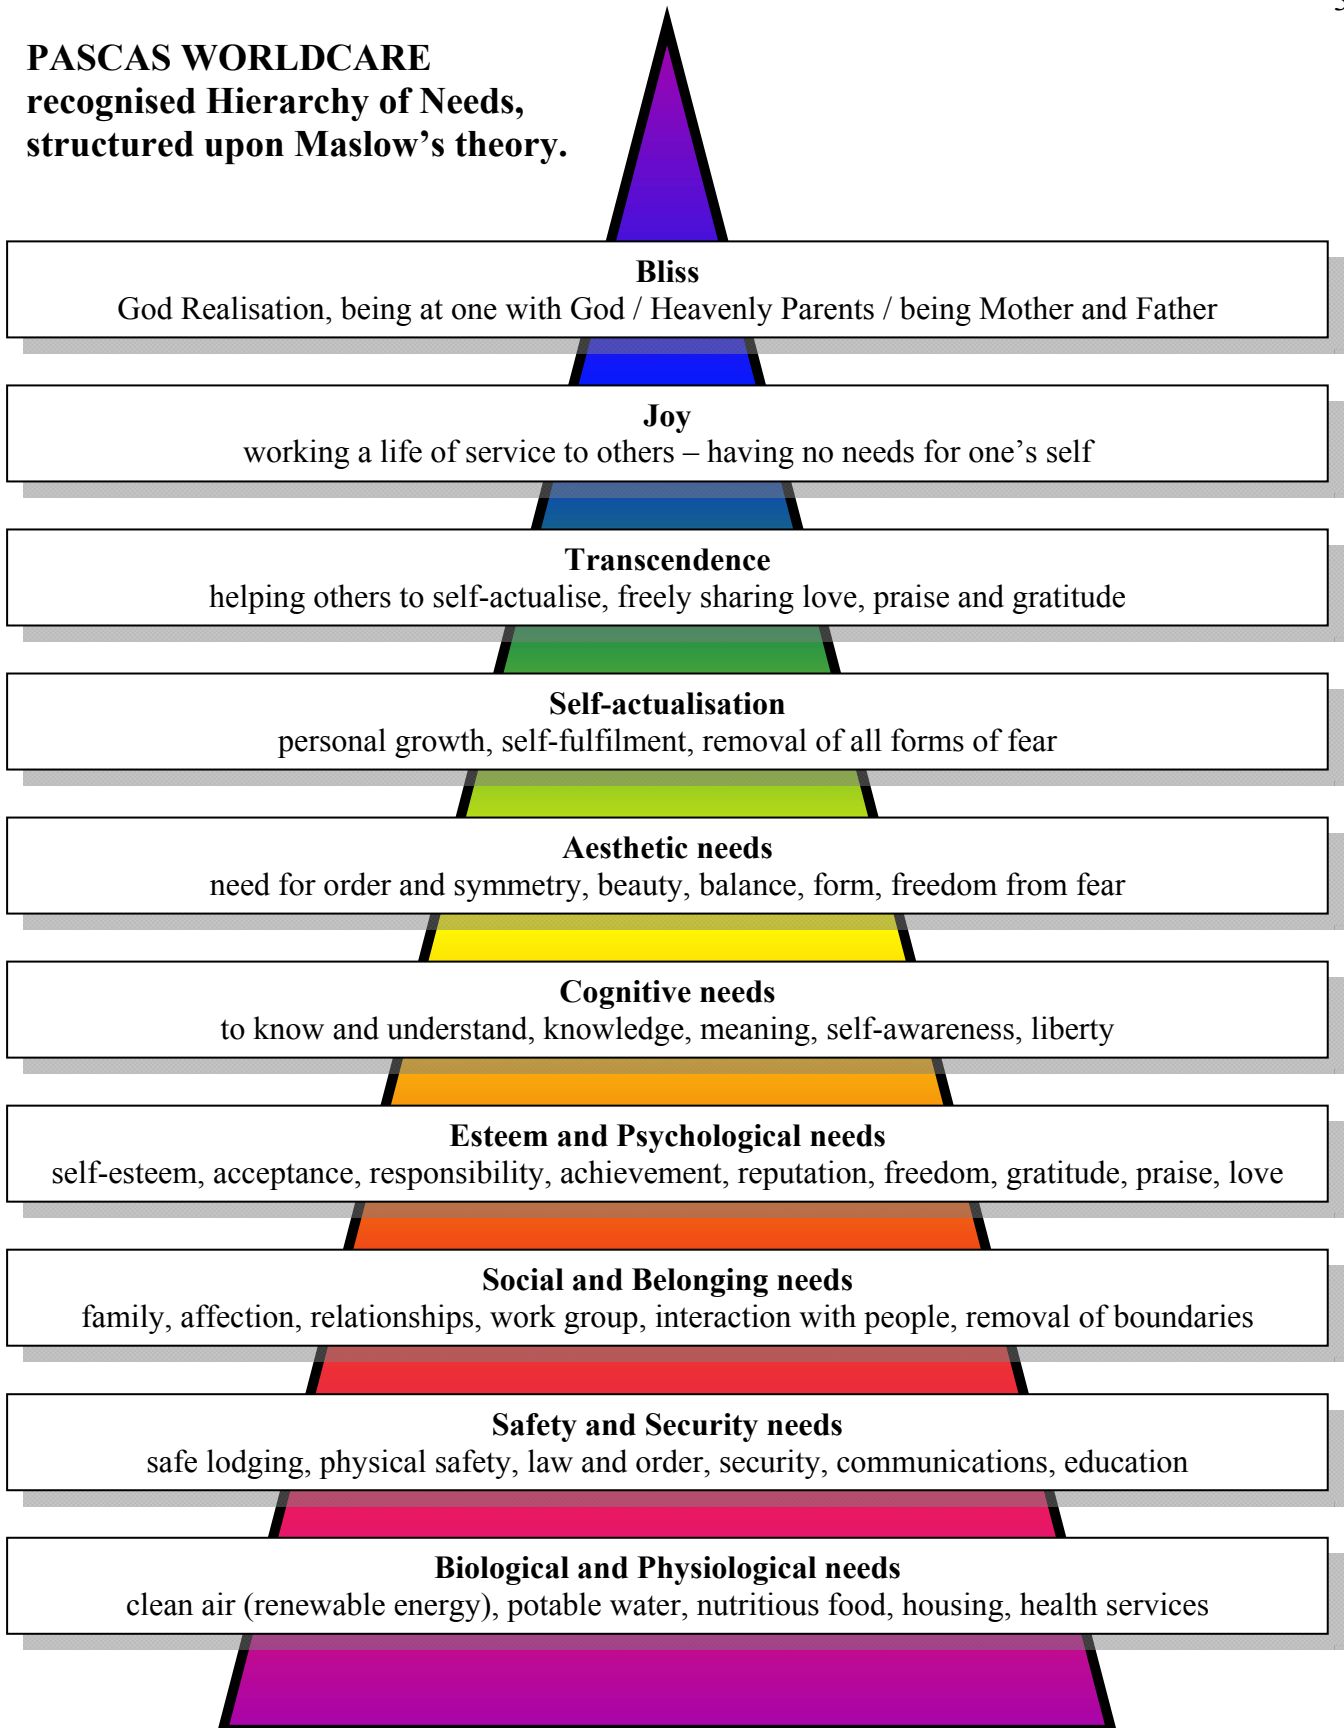 PASCAS WORLDCARE
recognised Hierarchy of Needs,
structured upon Maslow’s theory.
Bliss
God Realisation, being at one with God / Heavenly Parents / being Mother and Father
Joy
working a life of service to others – having no needs for one’s self
Transcendence
helping others to self-actualise, freely sharing love, praise and gratitude
Self-actualisation
personal growth, self-fulfilment, removal of all forms of fear
Aesthetic needs
need for order and symmetry, beauty, balance, form, freedom from fear
Cognitive needs
to know and understand, knowledge, meaning, self-awareness, liberty
Esteem and Psychological needs
self-esteem, acceptance, responsibility, achievement, reputation, freedom, gratitude, praise, love
Social and Belonging needs
family, affection, relationships, work group, interaction with people, removal of boundaries
Safety and Security needs
safe lodging, physical safety, law and order, security, communications, education
Biological and Physiological needs
clean air (renewable energy), potable water, nutritious food, housing, health services